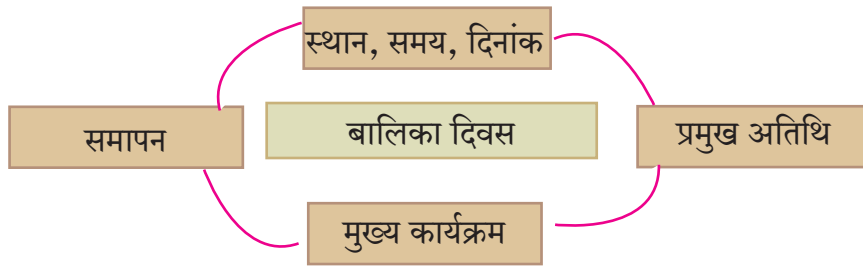 स्थान, समय, दिनांक
समापन
बालिका दिवस
प्रमुख अतिथि
मुख्य कार्यक्रम